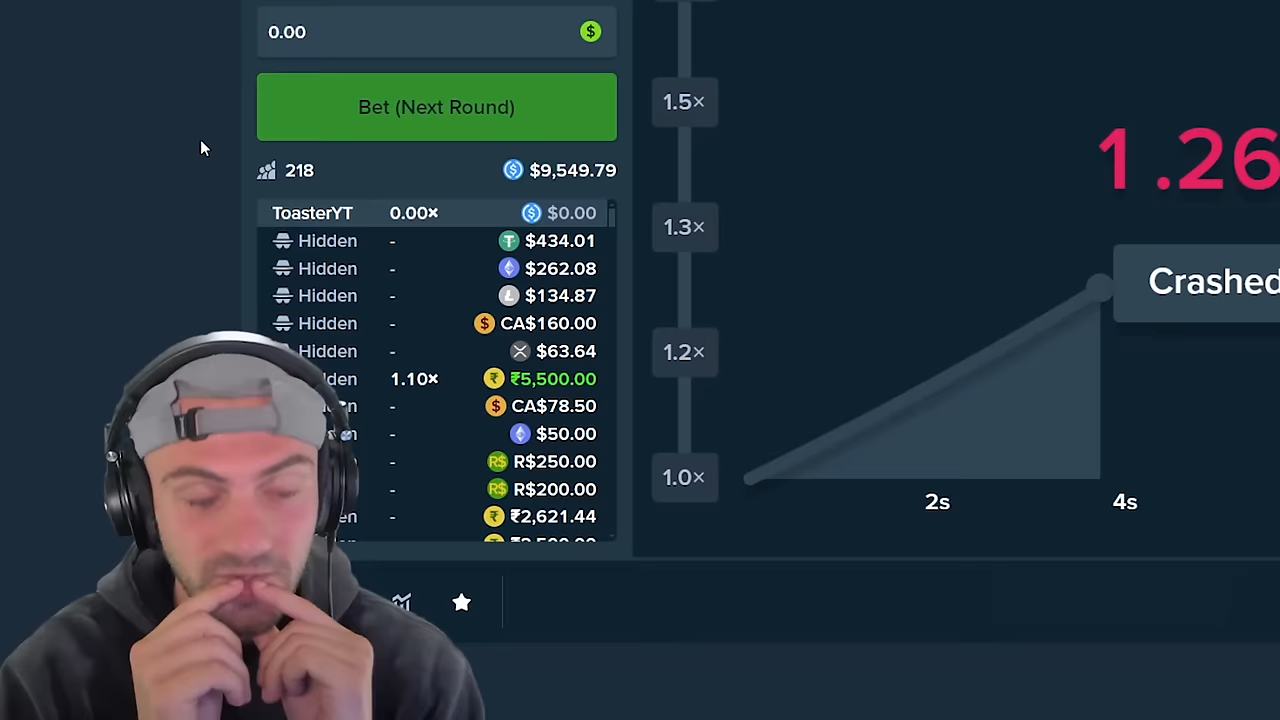 0.00 $
Bet (Next Round)
218 $9,549.79
ToasterYT 0.00× $0.00
Hidden - $434.01
Hidden - $262.08
Hidden - $134.87
Hidden - $ CA$160.00
Hidden - $63.64
den 1.10× ₹ ₹5,500.00
- $ CA$78.50
- $50.00
- R$ R$250.00
- R$ R$200.00
en - ₹ ₹2,621.44
1.5×
1.3×
1.2×
1.0×
1.26
Crashed
2s 4s